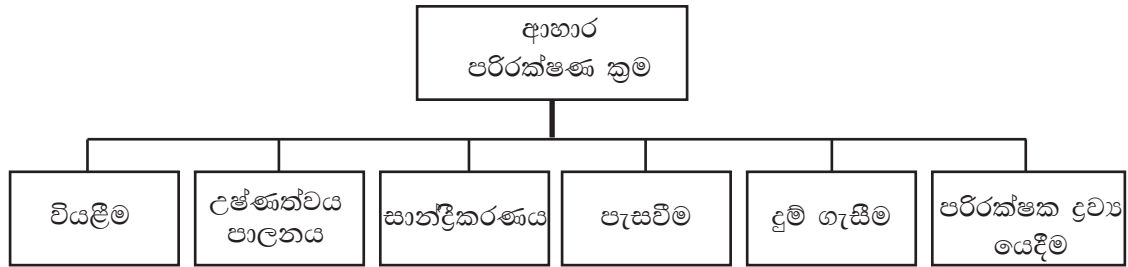 ආහාර
පරිරක්ෂණ ක්‍රම
වියළීම
උෂ්ණත්වය
පාලනය
සාන්ද්‍රීකරණය
පැසවීම
දුම් ගැසීම
පරිරක්ෂක ද්‍රව්‍ය
යෙදීම